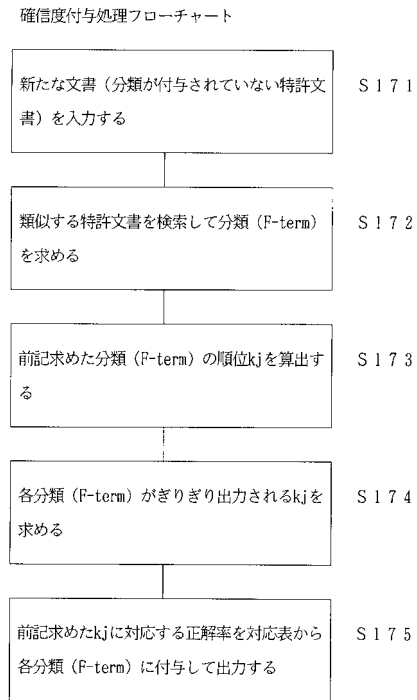 確信度付与処理フローチャート
新たな文書（分類が付与されていない特許文
書）を入力する
S171
類似する特許文書を検索して分類（F-term）
を求める
S172
前記求めた分類（F-term）の順位kjを算出す
る
S173
各分類（F-term）がぎりぎり出力されるkjを
求める
S174
前記求めたkjに対応する正解率を対応表から
各分類（F-term）に付与して出力する
S175